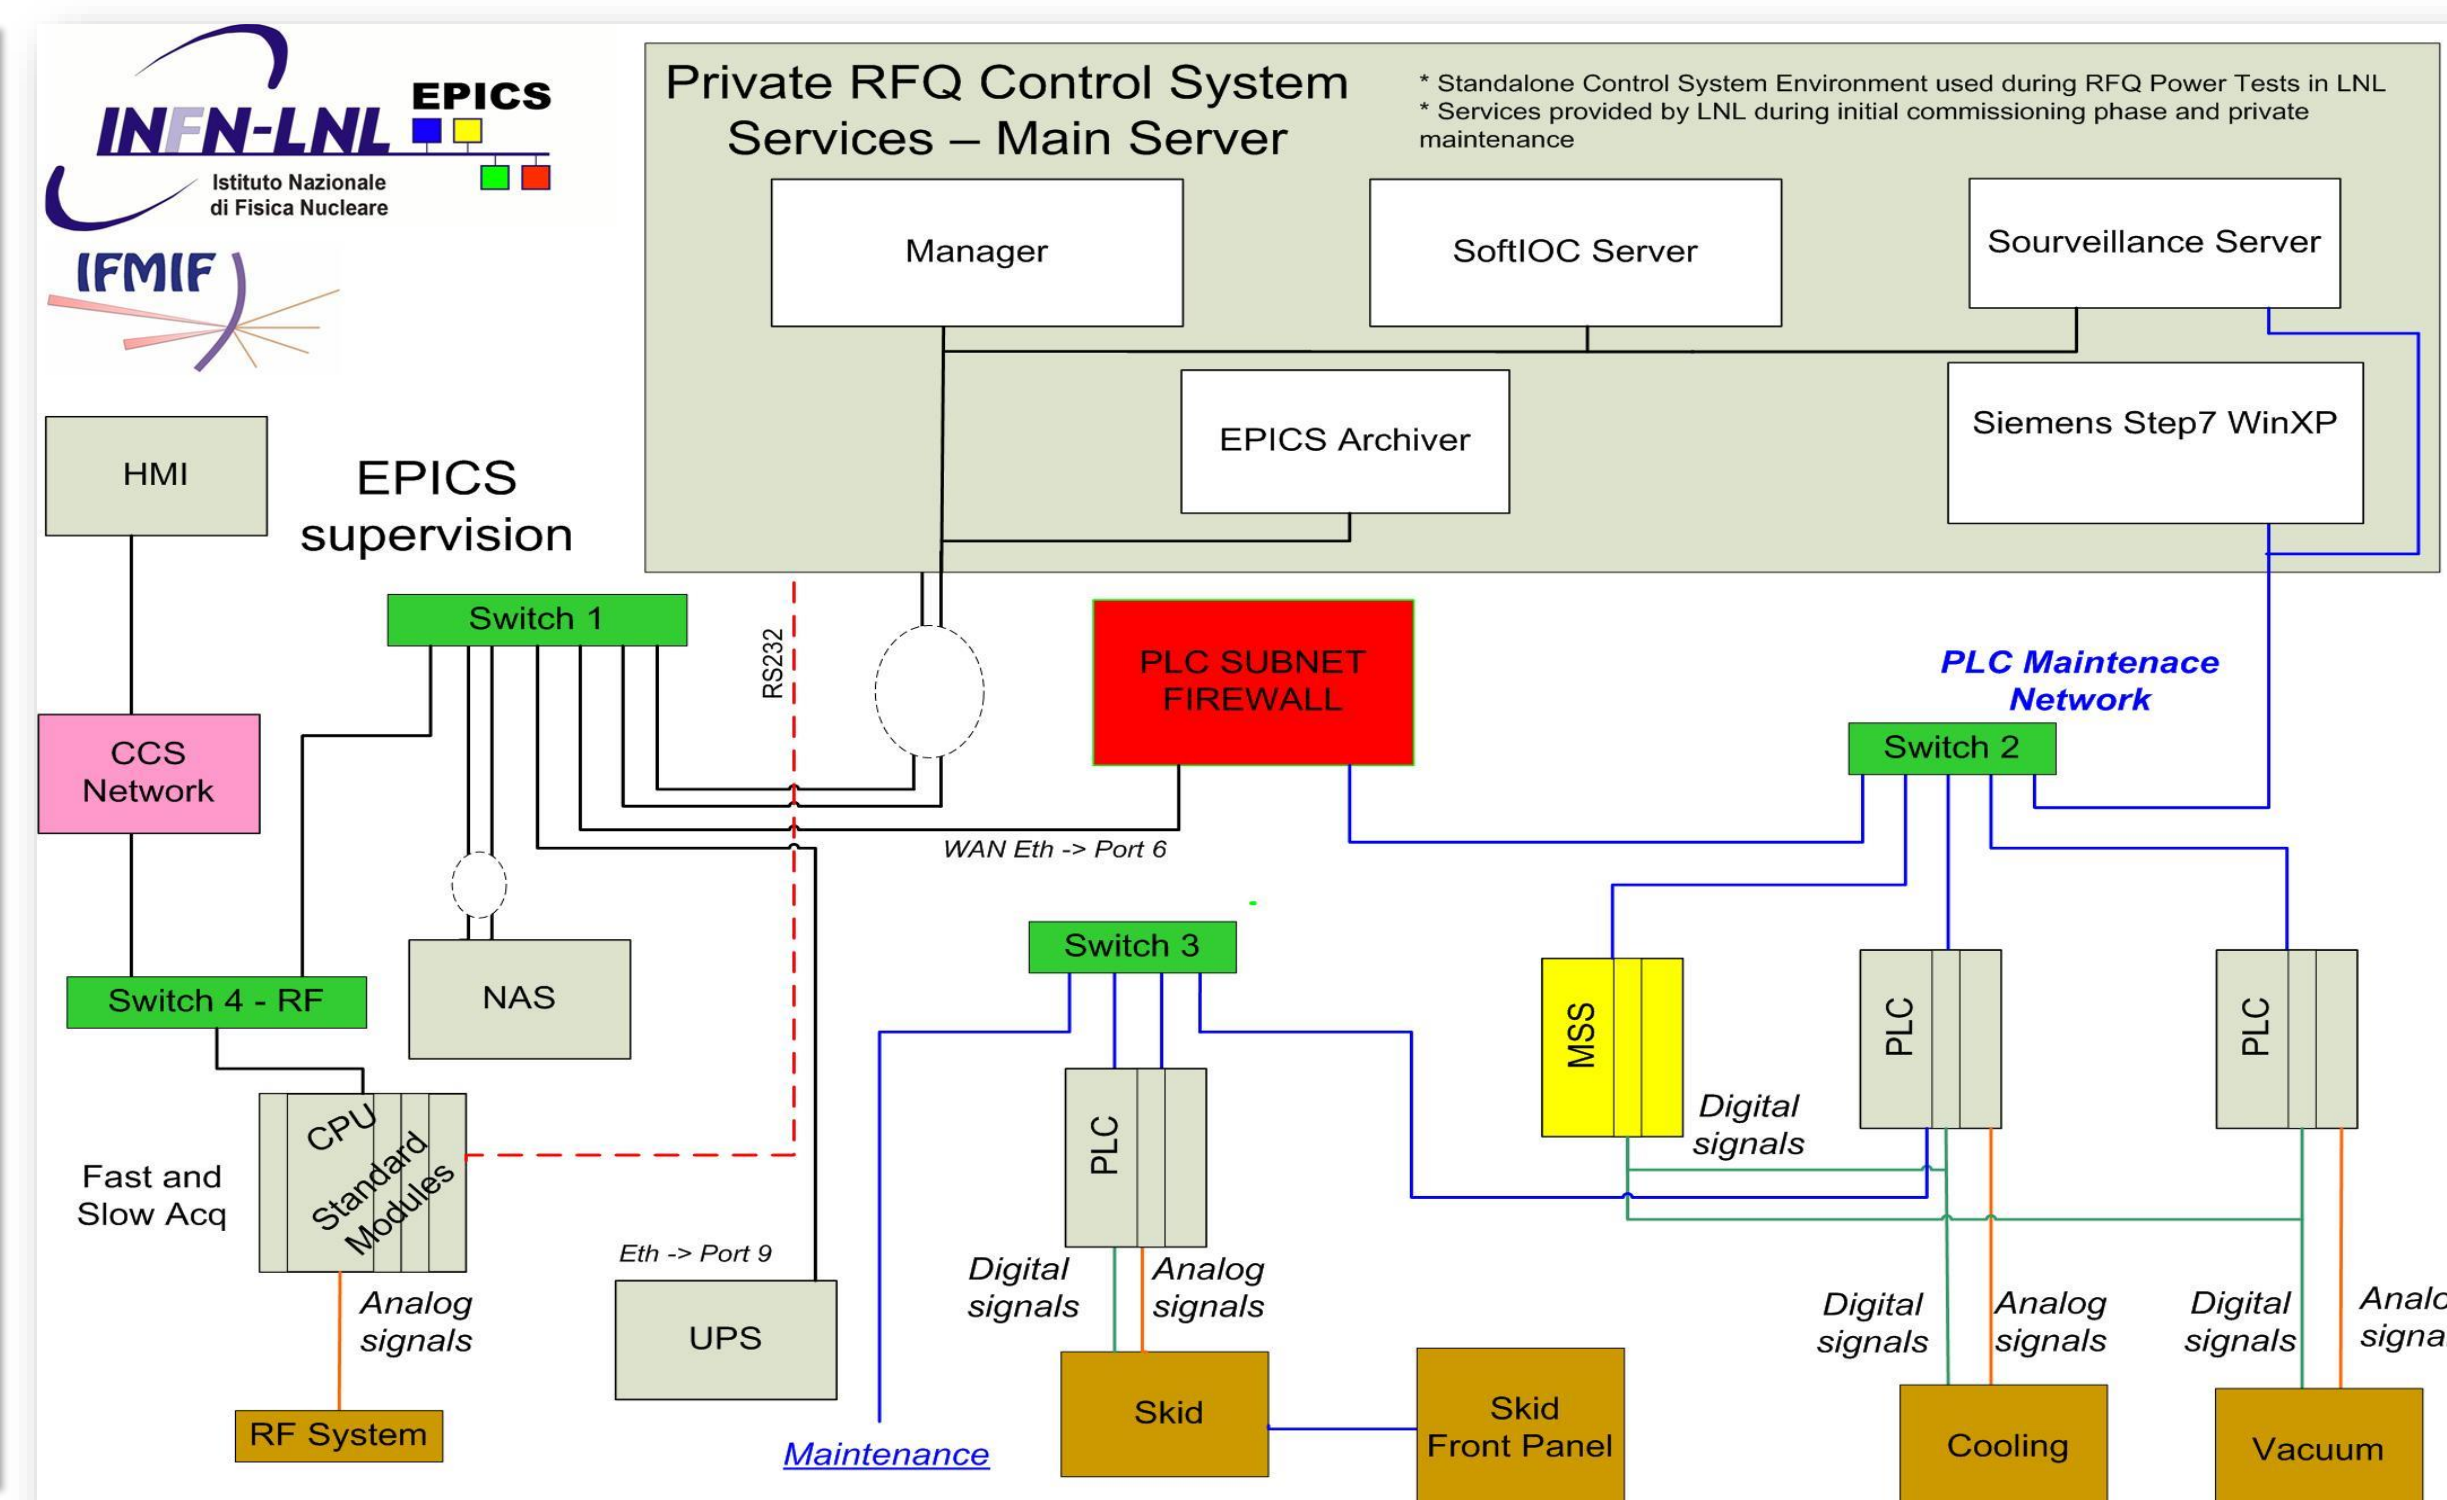 INFN-LNL
EPICS
Istituto Nazionale
di Fisica Nucleare
IFMIF
Private RFQ Control System
Services – Main Server
* Standalone Control System Environment used during RFQ Power Tests in LNL
* Services provided by LNL during initial commissioning phase and private
maintenance
Manager
SoftIOC Server
Sourveillance Server
EPICS Archiver
Siemens Step7 WinXP
HMI
EPICS
supervision
Switch 1
RS232
PLC SUBNET
FIREWALL
PLC Maintenace
Network
Switch 2
CCS
Network
WAN Eth -> Port 6
Switch 3
Switch 4 - RF
NAS
MSS
PLC
PLC
CPU
Standard
Modules
Fast and
Slow Acq
PLC
Digital
signals
Eth -> Port 9
Digital
signals
Analog
signals
Analog
signals
UPS
Digital
signals
Analog
signals
Digital
signals
Analo
signa
RF System
Maintenance
Skid
Skid
Front Panel
Cooling
Vacuum